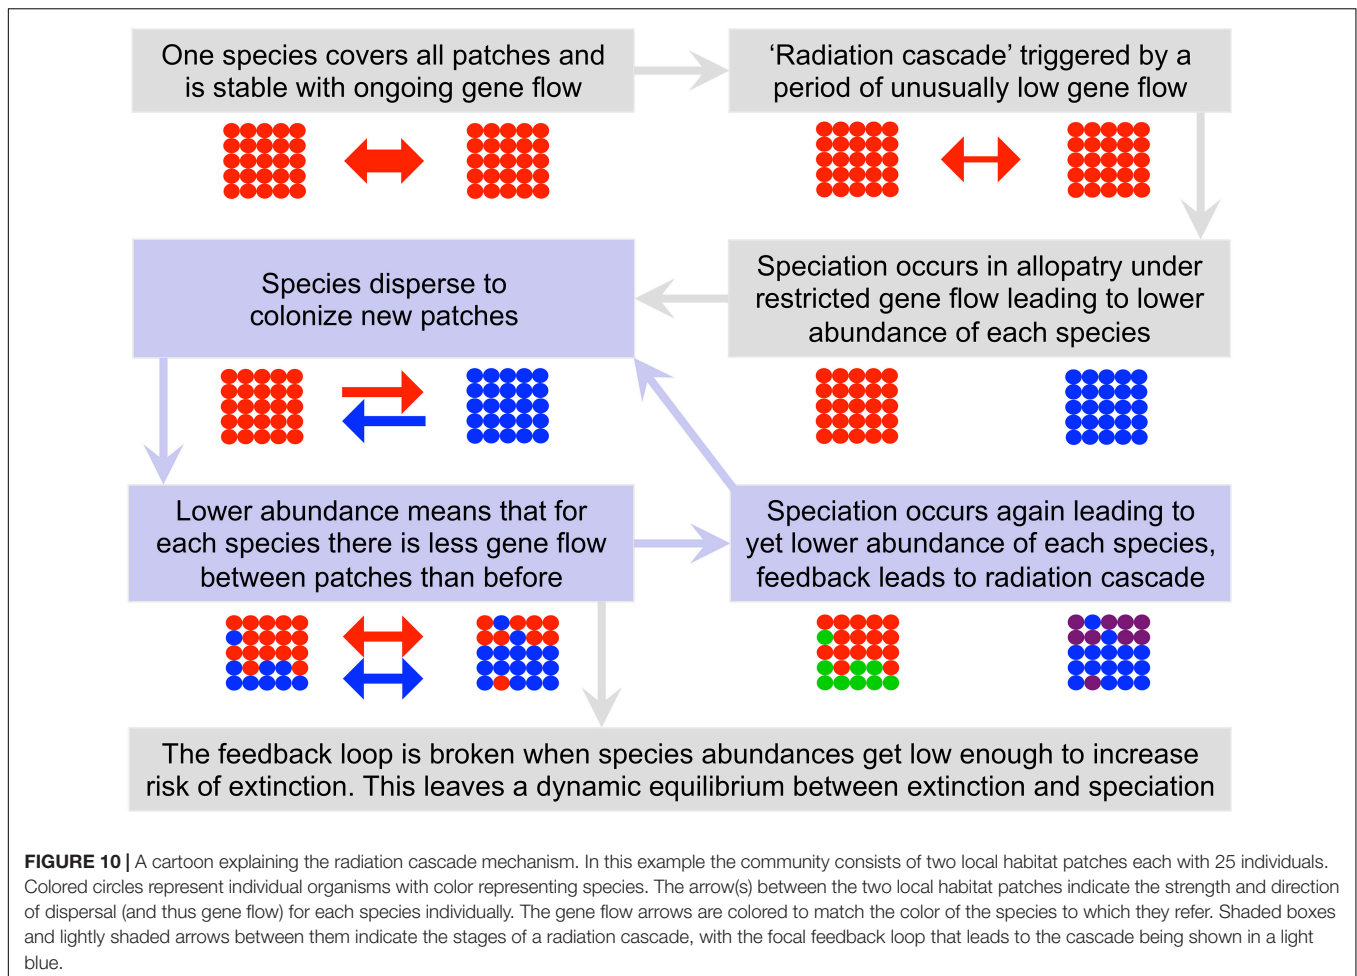 One species covers all patches and
is stable with ongoing gene flow
‘Radiation cascade’ triggered by a
period of unusually low gene flow
Species disperse to
colonize new patches
Speciation occurs in allopatry under
restricted gene flow leading to lower
abundance of each species
Lower abundance means that for
each species there is less gene flow
between patches than before
Speciation occurs again leading to
yet lower abundance of each species,
feedback leads to radiation cascade
The feedback loop is broken when species abundances get low enough to increase
risk of extinction. This leaves a dynamic equilibrium between extinction and speciation
FIGURE 10 | A cartoon explaining the radiation cascade mechanism. In this example the community consists of two local habitat patches each with 25 individuals.
Colored circles represent individual organisms with color representing species. The arrow(s) between the two local habitat patches indicate the strength and direction
of dispersal (and thus gene flow) for each species individually. The gene flow arrows are colored to match the color of the species to which they refer. Shaded boxes
and lightly shaded arrows between them indicate the stages of a radiation cascade, with the focal feedback loop that leads to the cascade being shown in a light
blue.